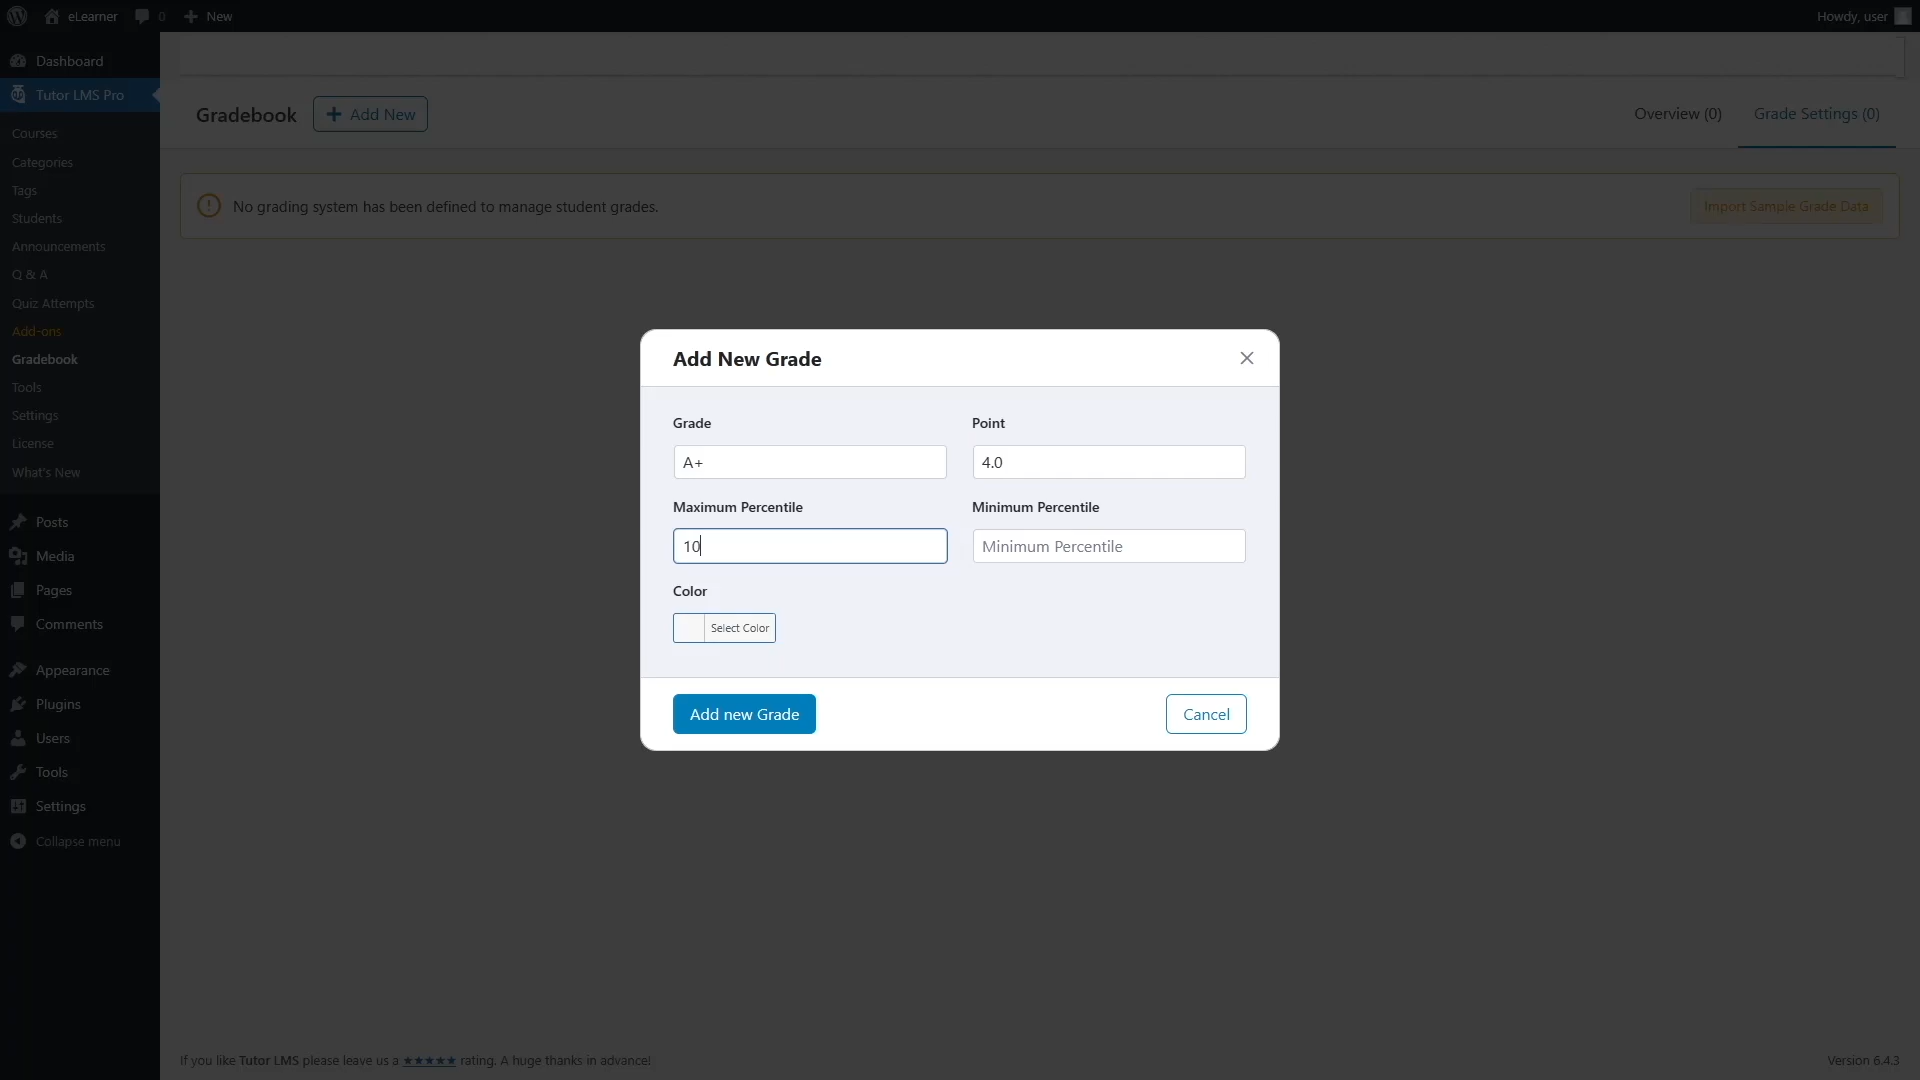 eLearner
0
New
Howdy, user
Dashboard
Tutor LMS Pro
Courses
Categories
Tags
Students
Announcements
Q & A
Quiz Attempts
Add-ons
Gradebook
Tools
Settings
License
What's New
Posts
Media
Pages
Comments
Appearance
Plugins
Users
Tools
Settings
Collapse menu
Gradebook
Add New
Overview (0)
Grade Settings (0)
No grading system has been defined to manage student grades.
Import Sample Grade Data
Add New Grade
Grade
Point
A+
4.0
Maximum Percentile
Minimum Percentile
10
Minimum Percentile
Color
Select Color
Add new Grade
Cancel
If you like Tutor LMS please leave us a ★★★★★ rating. A huge thanks in advance!
Version 6.4.3